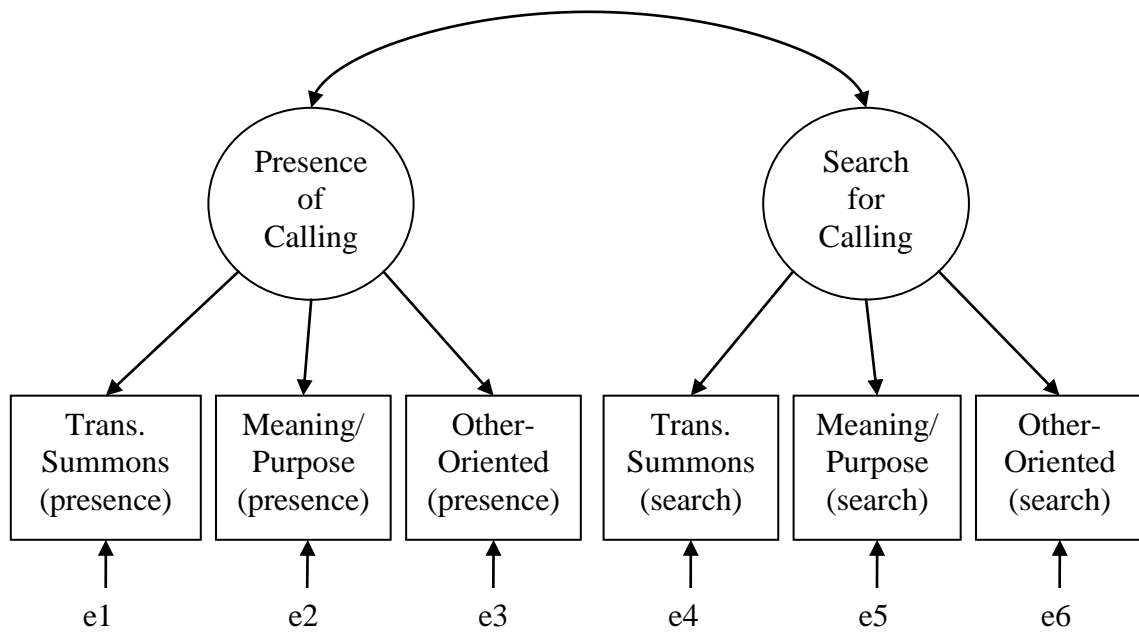 Presence
of
Calling
Search
for
Calling
Trans.
Summons
(presence)
Meaning/
Purpose
(presence)
Other-
Oriented
(presence)
Trans.
Summons
(search)
Meaning/
Purpose
(search)
Other-
Oriented
(search)
e1
e2
e3
e4
e5
e6